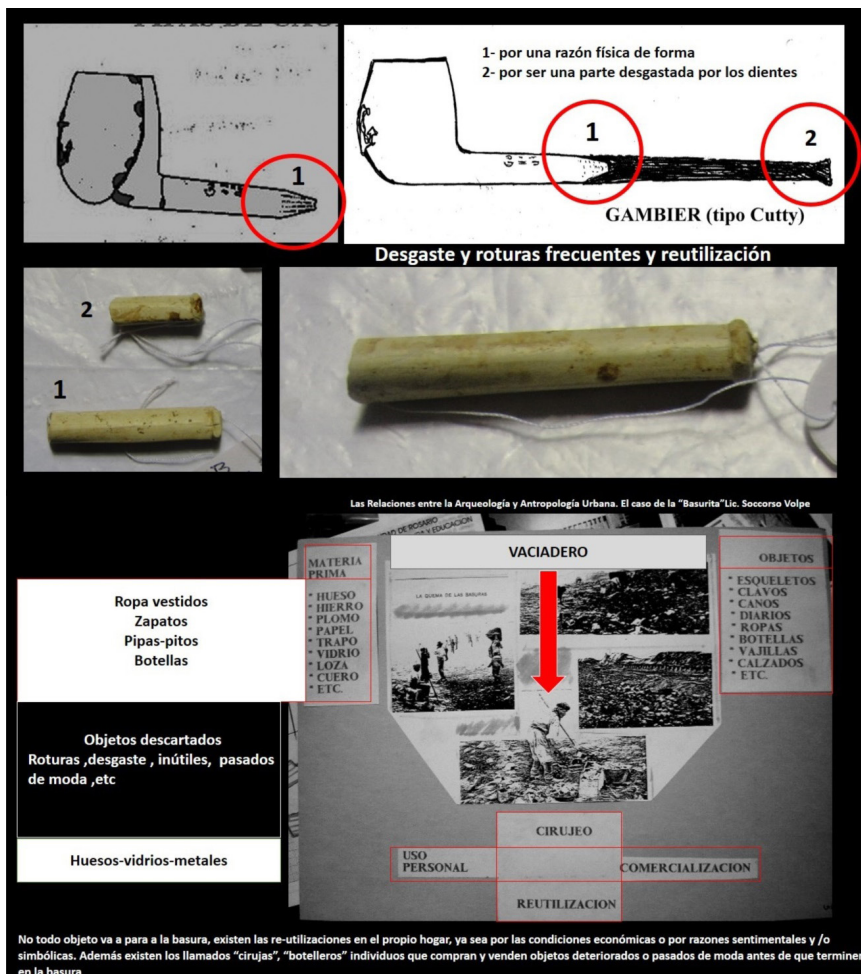 1
1- por una razón física de forma
2- por ser una parte desgastada por los dientes
1
2
GAMBIER (tipo Cutty)
Desgaste y roturas frecuentes y reutilización
2
1
Las Relaciones entre la Arqueología y Antropología Urbana. El caso de la “Basurita”Lic. Soccorso Volpe
VACIADERO
MATERIA
PRIMA
* HUESO
* HIERRO
* PLOMO
* PAPEL
* TRAPO
* VIDRIO
* LOZA
* CUERO
* ETC.
LA QUEMA DE LAS BASURAS
OBJETOS
* ESQUELETOS
* CLAVOS
* CAÑOS
* DIARIOS
* ROPAS
* BOTELLAS
* VAJILLAS
* CALZADOS
* ETC.
Ropa vestidos
Zapatos
Pipas-pitos
Botellas
Objetos descartados
Roturas ,desgaste , inútiles, pasados
de moda ,etc
Huesos-vidrios-metales
CIRUJEO
USO
PERSONAL
COMERCIALIZACION
REUTILIZACION
No todo objeto va a para a la basura, existen las re-utilizaciones en el propio hogar, ya sea por las condiciones económicas o por razones sentimentales y /o
simbólicas. Además existen los llamados “cirujas”, “botelleros” individuos que compran y venden objetos deteriorados o pasados de moda antes de que terminen
en la basura